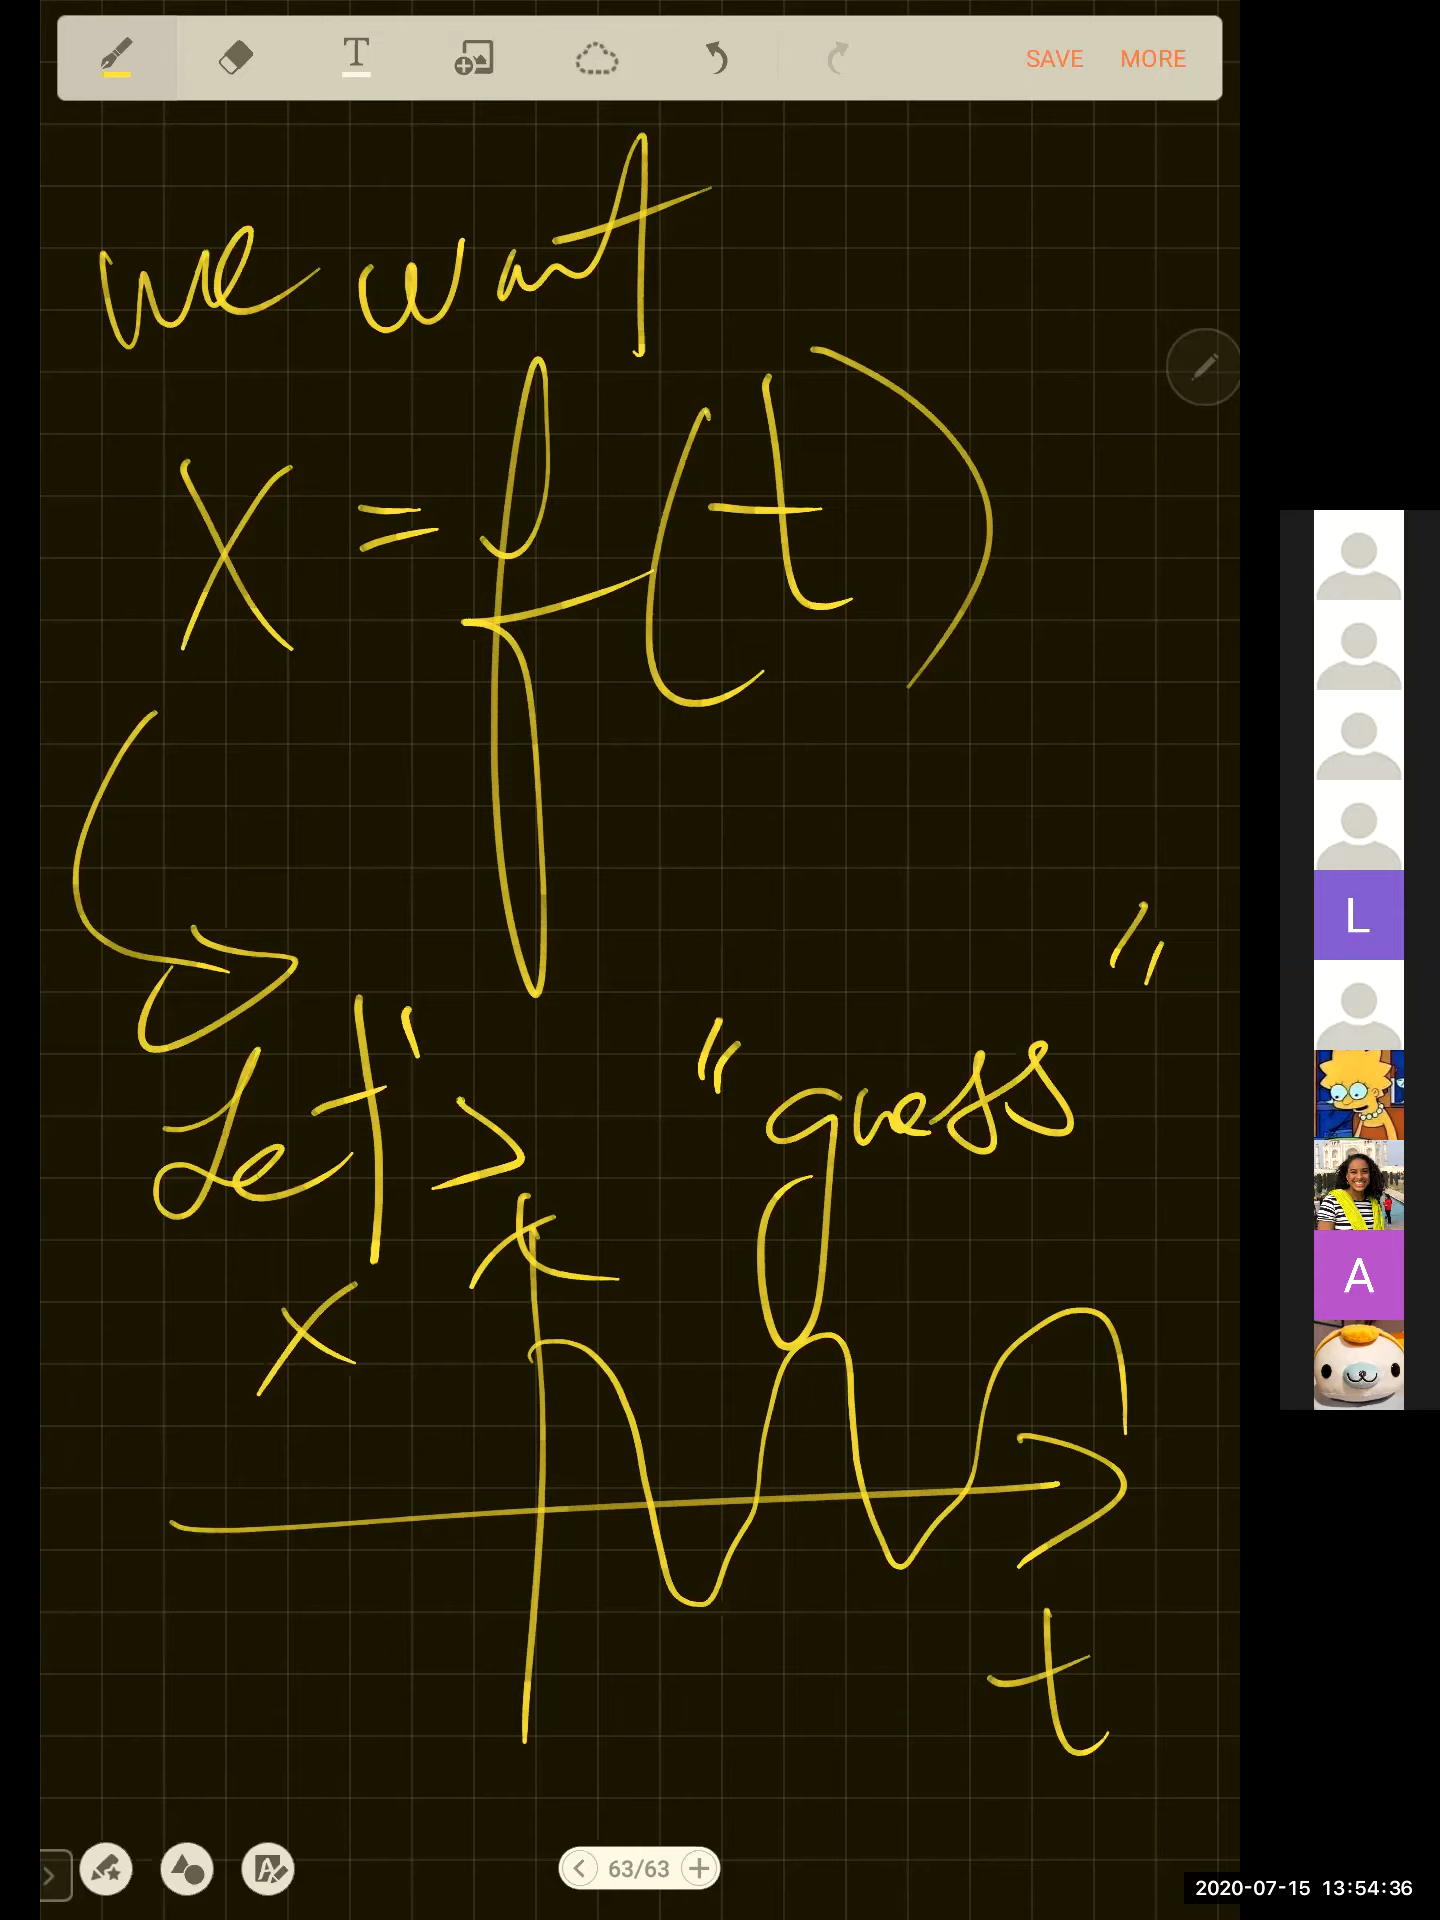 T SAVE MORE
we want
x = f(t)
Let's "guess"
x
t
L
A
63/63
2020-07-15 13:54:36